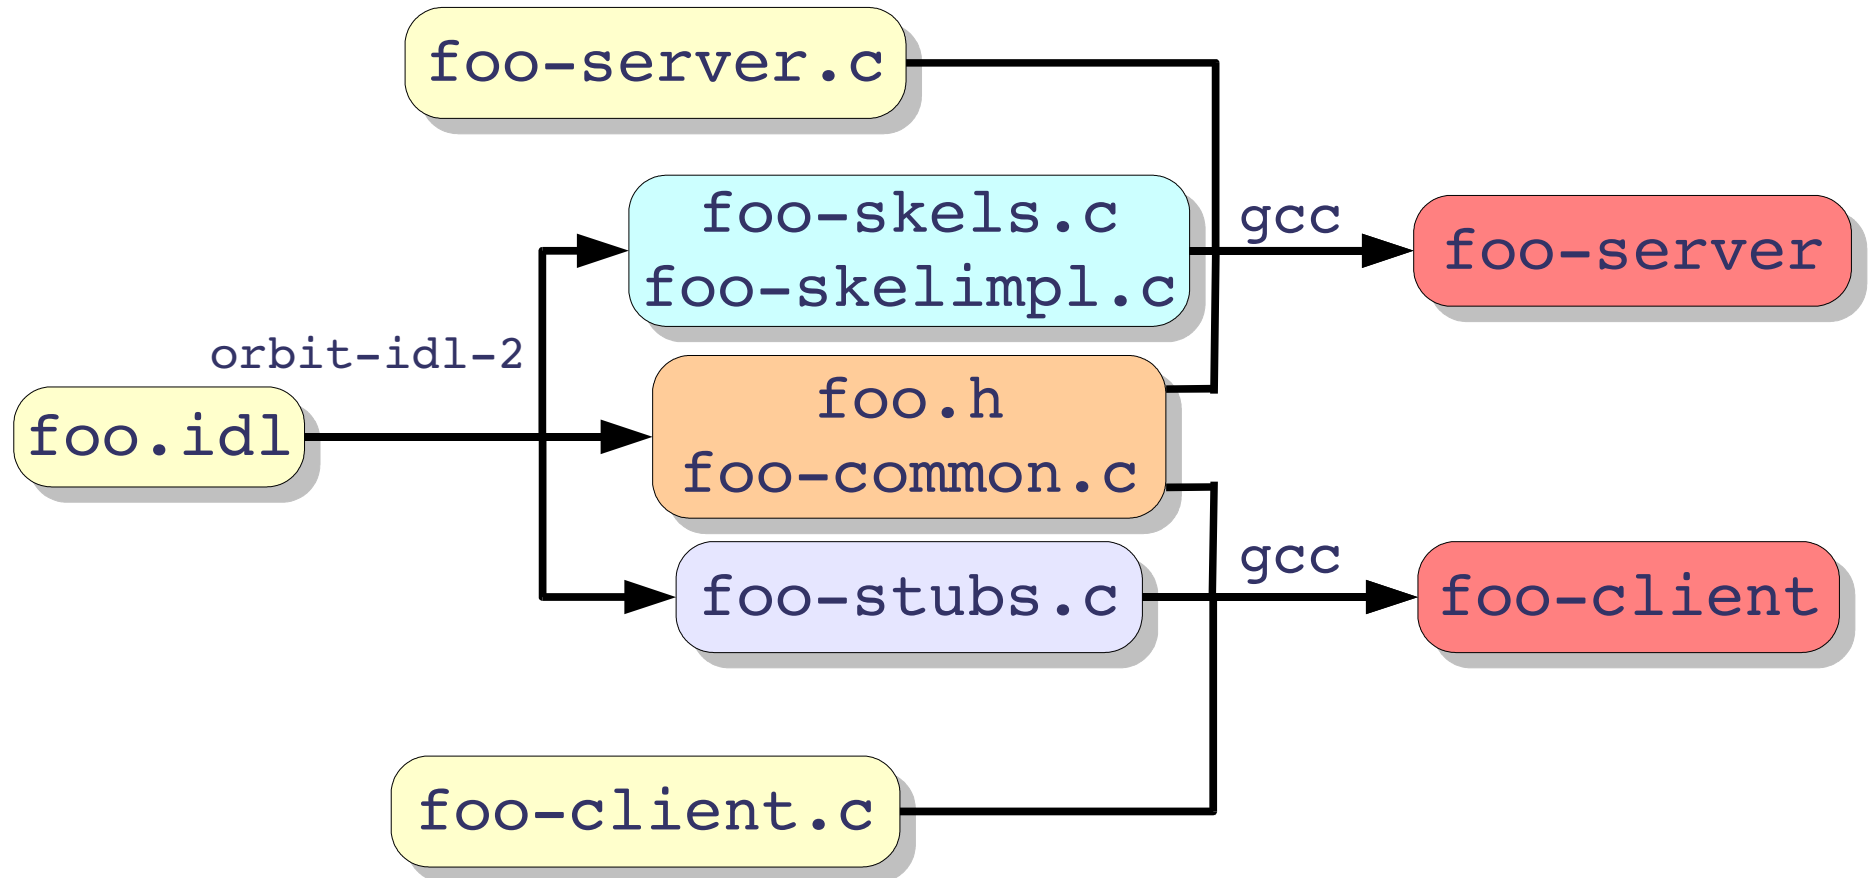 foo-server.c
foo-skels.c
foo-skelimpl.c
gcc
foo-server
orbit-idl-2
foo.idl
foo.h
foo-common.c
foo-stubs.c
gcc
foo-client
foo-client.c